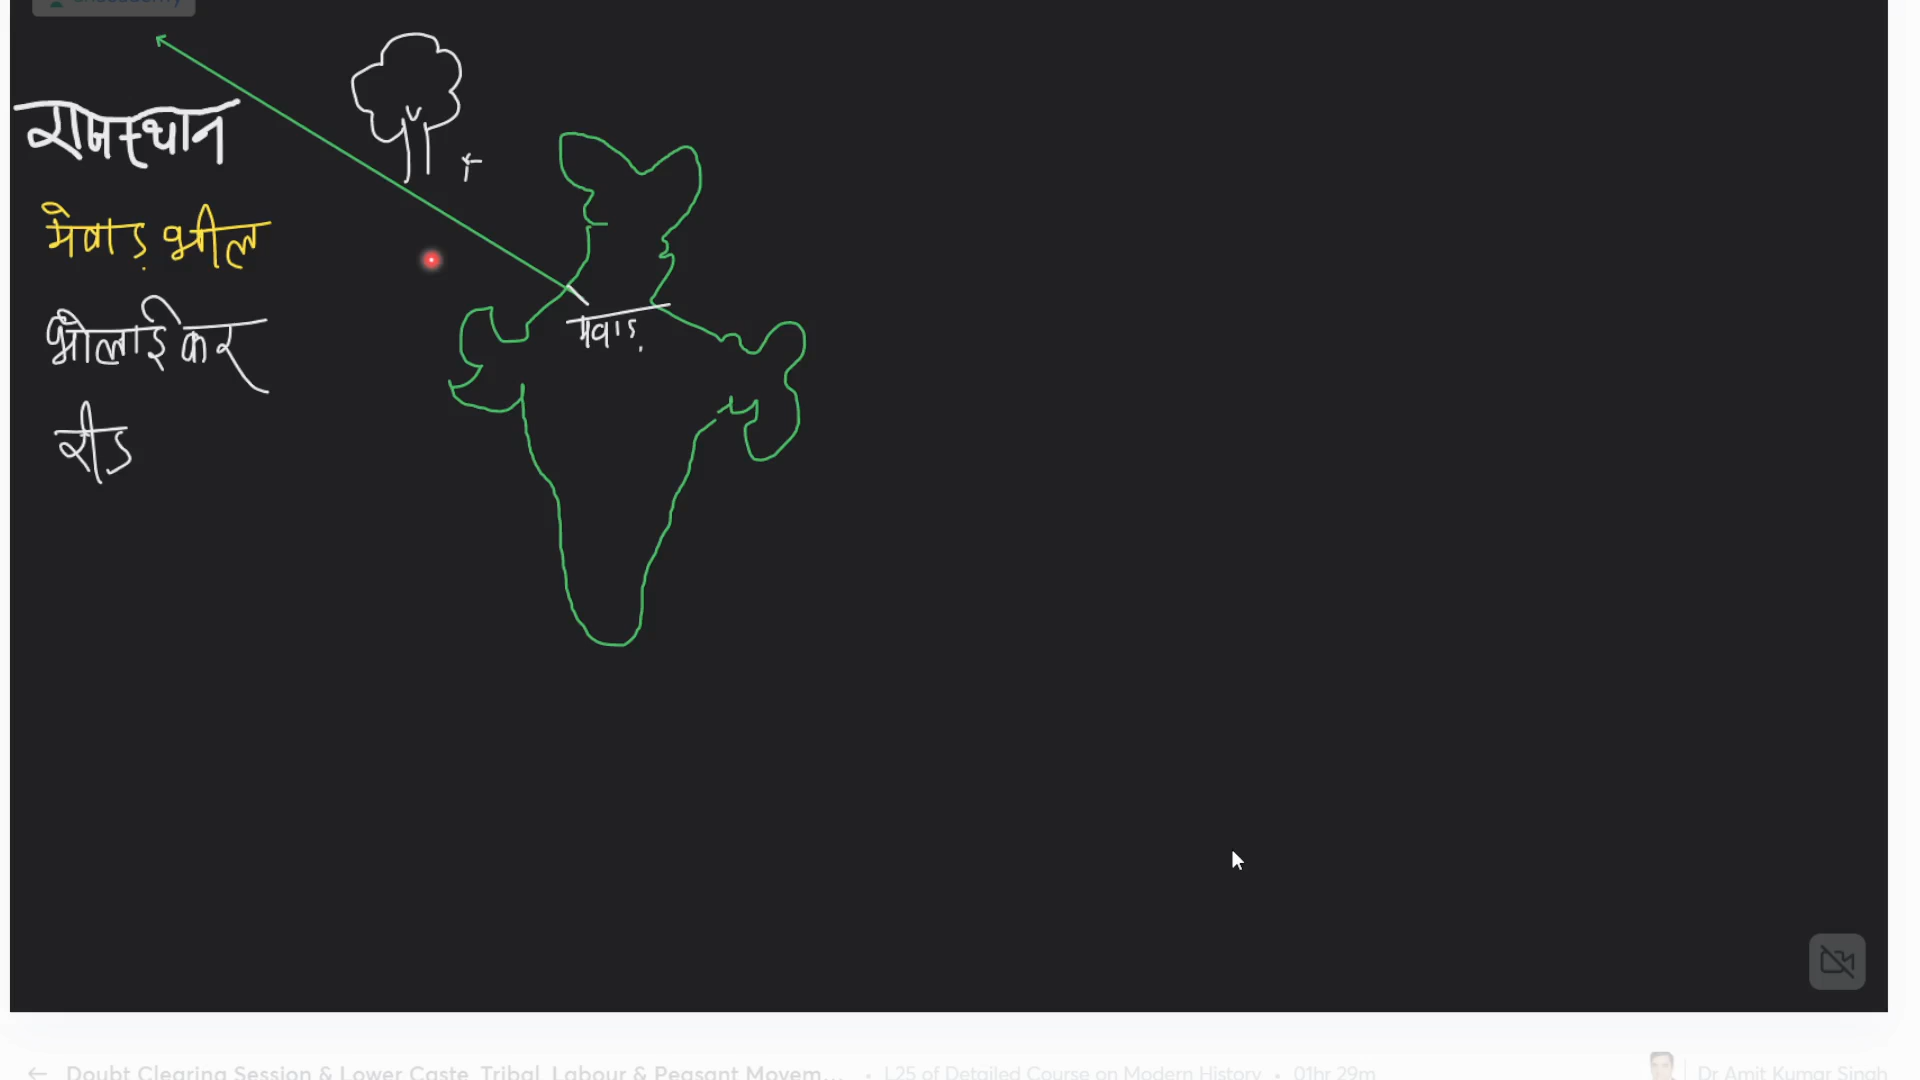 राजस्थान
मेवाड़ भील
भोलाई कर
रीड
मेवाड़
Doubt Clearing Session & Lower Caste, Tribal, Labour & Peasant Movem... • L25 of Detailed Course on Modern History • 01hr 29m
Dr Amit Kumar Singh